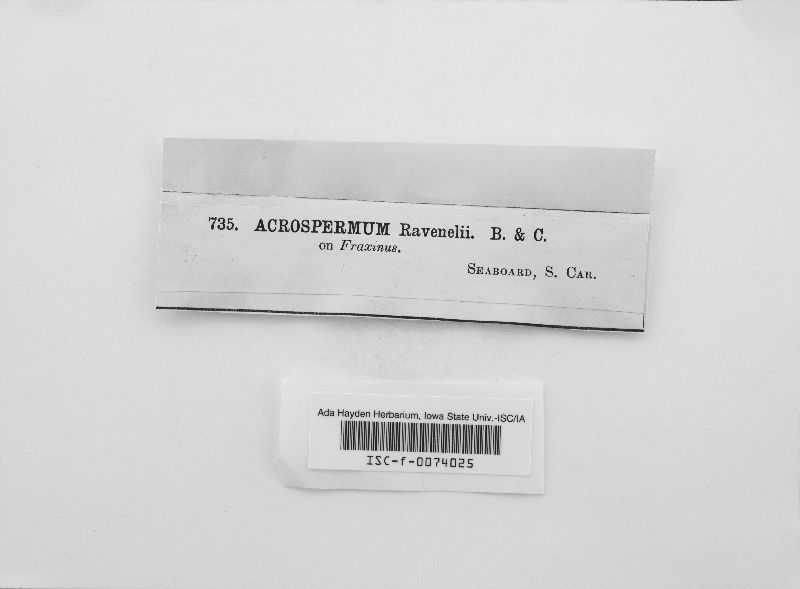 735. ACROSPERMUM Ravenelii. B. & C.
on Fraxinus.
SEABOARD, S. CAR.
Ada Hayden Herbarium, Iowa State Univ.-ISC/IA
ISC-f-0074025